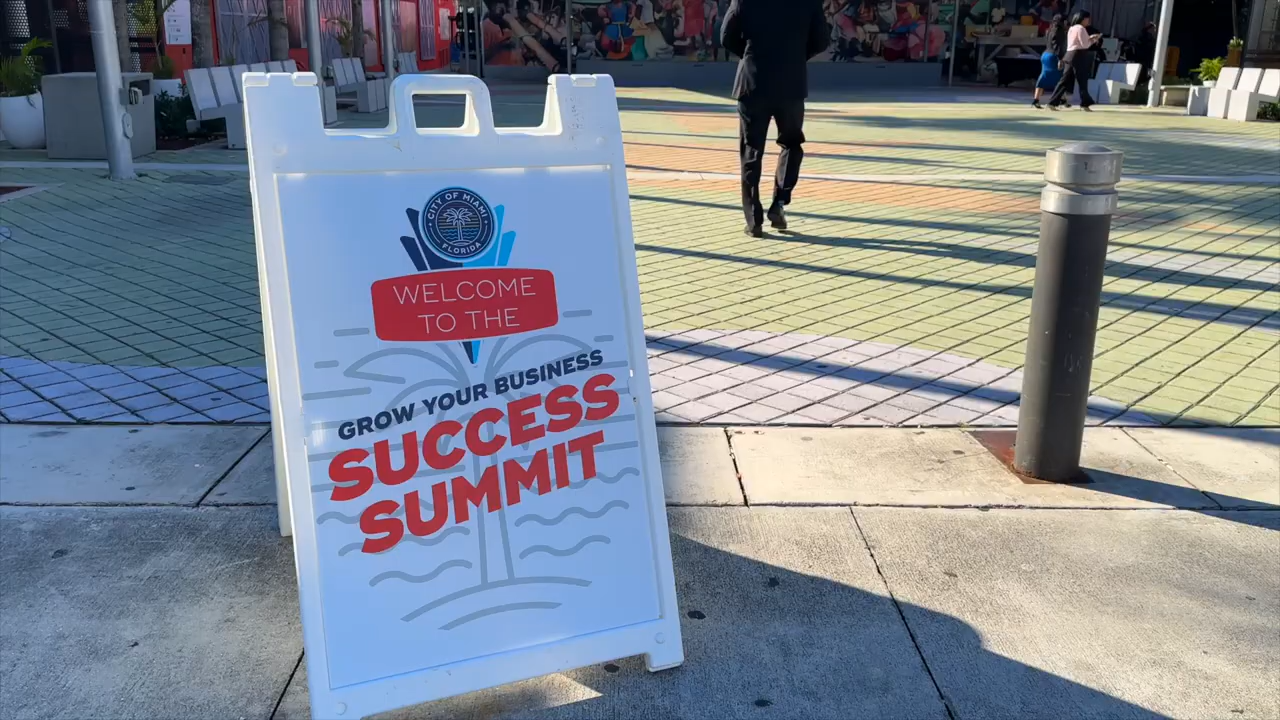 CITY OF MIAMI
FLORIDA
WELCOME
TO THE
GROW YOUR BUSINESS
SUCCESS
SUMMIT